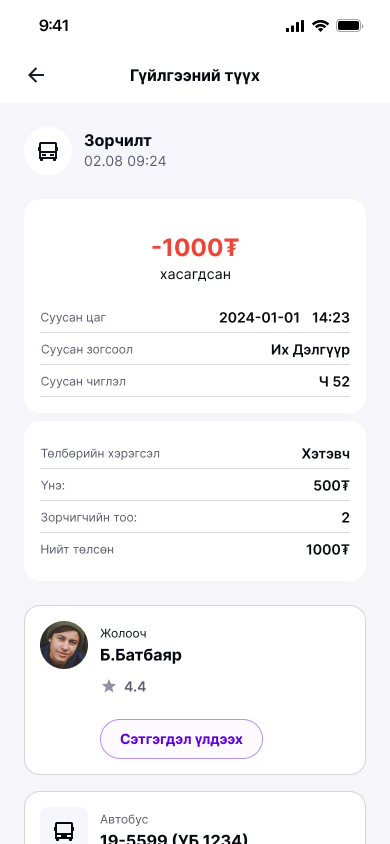 9:41
Гүйлгээний түүх
Зорчилт
02.08 09:24
-1000₮
хасагдсан
Суусан цаг 2024-01-01 14:23
Суусан зогсоол Их Дэлгүүр
Суусан чиглэл Ч 52
Төлбөрийн хэрэгсэл Хэтэвч
Үнэ: 500₮
Зорчигчийн тоо: 2
Нийт төлсөн 1000₮
Жолооч
Б.Батбаяр
4.4
Сэтгэгдэл үлдээх
Автобус
19-5599 (УБ 1234)